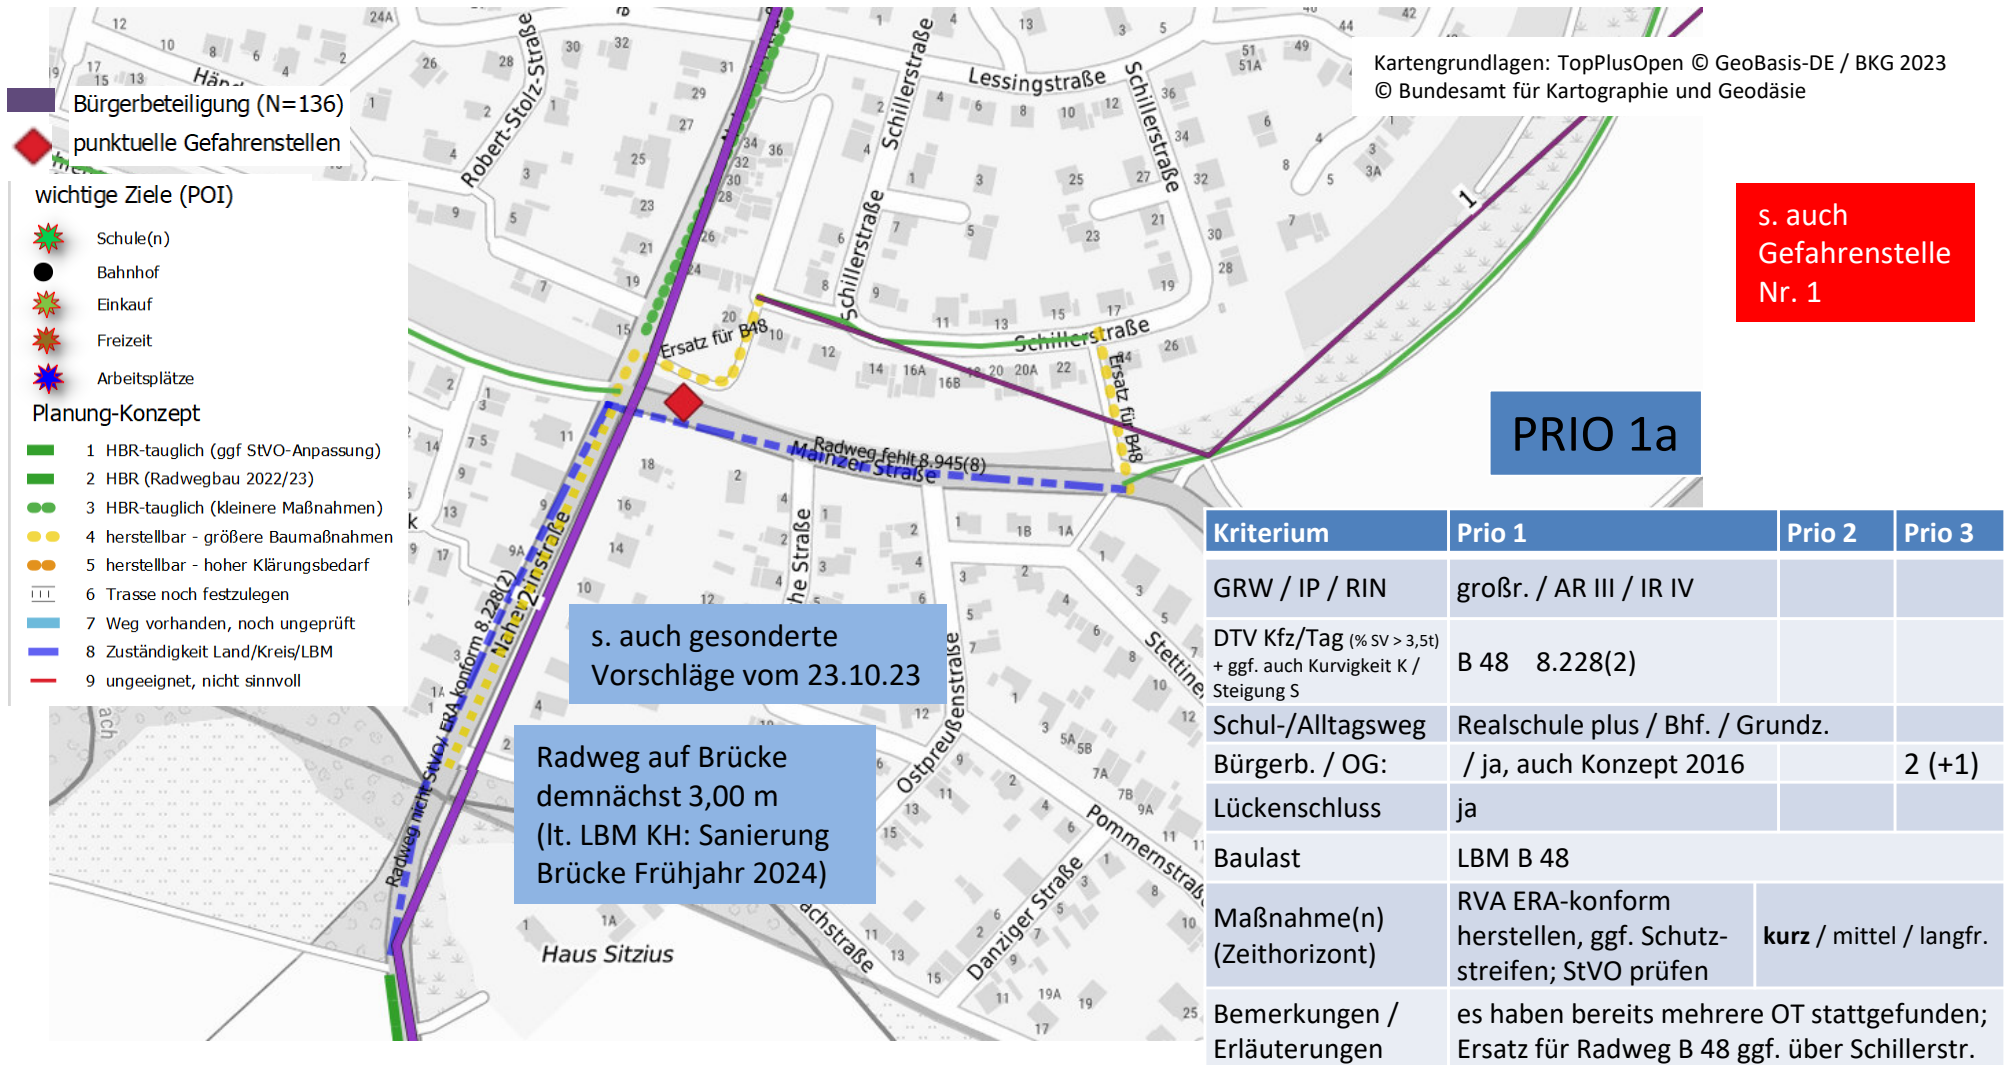 Kartengrundlagen: TopPlusOpen © GeoBasis-DE / BKG 2023
© Bundesamt für Kartographie und Geodäsie
Bürgerbeteiligung (N=136)
punktuelle Gefahrenstellen
wichtige Ziele (POI)
Schule(n)
Bahnhof
Einkauf
Freizeit
Arbeitsplätze
Planung-Konzept
1 HBR-tauglich (ggf StVO-Anpassung)
2 HBR (Radwegbau 2022/23)
3 HBR-tauglich (kleinere Maßnahmen)
4 herstellbar - größere Baumaßnahmen
5 herstellbar - hoher Klärungsbedarf
6 Trasse noch festzulegen
7 Weg vorhanden, noch ungeprüft
8 Zuständigkeit Land/Kreis/LBM
9 ungeeignet, nicht sinnvoll
Robert-Stolz-Straße
Lessingstraße
Schillerstraße
Schillerstraße
Schillerstraße
Schillerstraße
Ersatz für B48
Ersatz für B48
Radweg fehlt 8.945(8)
Mainzer Straße
Naheweinstraße
Radweg nicht StVO/ ERA konform 8.228(2)
1
2
Ostpreußenstraße
Pommernstraß
Danziger Straße
achstraße
Stettine
che Straße
Haus Sitzius
s. auch
Gefahrenstelle
Nr. 1
PRIO 1a
s. auch gesonderte
Vorschläge vom 23.10.23
Radweg auf Brücke
demnächst 3,00 m
(lt. LBM KH: Sanierung
Brücke Frühjahr 2024)
Kriterium Prio 1 Prio 2 Prio 3
GRW / IP / RIN großr. / AR III / IR IV
DTV Kfz/Tag (% SV > 3,5t)
+ ggf. auch Kurvigkeit K /
Steigung S
B 48 8.228(2)
Schul-/Alltagsweg Realschule plus / Bhf. / Grundz.
Bürgerb. / OG: / ja, auch Konzept 2016 2 (+1)
Lückenschluss ja
Baulast LBM B 48
Maßnahme(n)
(Zeithorizont)
RVA ERA-konform
herstellen, ggf. Schutz-
streifen; StVO prüfen
kurz / mittel / langfr.
Bemerkungen /
Erläuterungen
es haben bereits mehrere OT stattgefunden;
Ersatz für Radweg B 48 ggf. über Schillerstr.